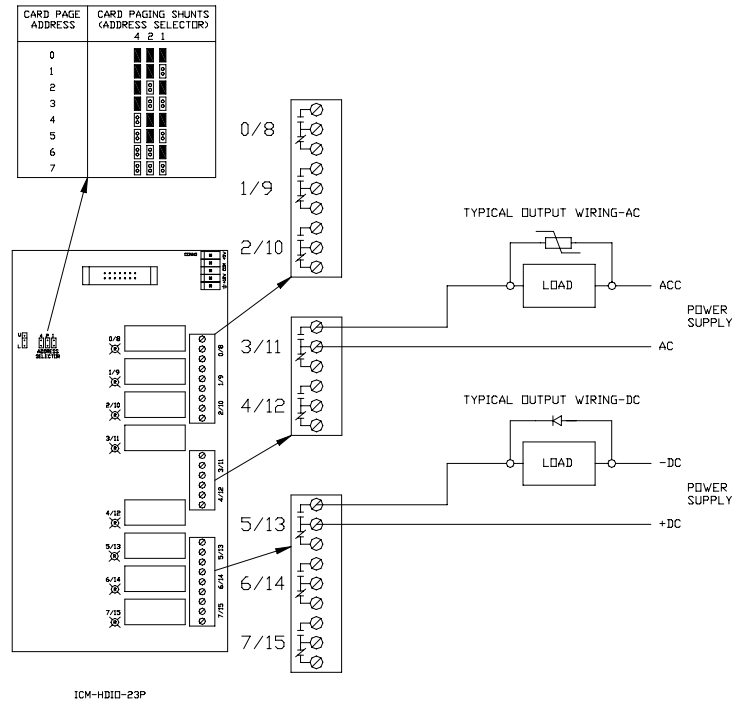 CARD PAGE ADDRESS
CARD PAGING SHUNTS
(ADDRESS SELECTOR)
4 2 1
0
1
2
3
4
5
6
7
0/8
1/9
2/10
3/11
4/12
5/13
6/14
7/15
TYPICAL OUTPUT WIRING-AC
LOAD
ACC
POWER SUPPLY
AC
TYPICAL OUTPUT WIRING-DC
LOAD
-DC
POWER SUPPLY
+DC
U
L
4 2 1
ADDRESS
SELECTOR
0/8
1/9
2/10
3/11
4/12
5/13
6/14
7/15
0/8
1/9
2/10
3/11
4/12
5/13
6/14
7/15
ICM-HDIO-23P